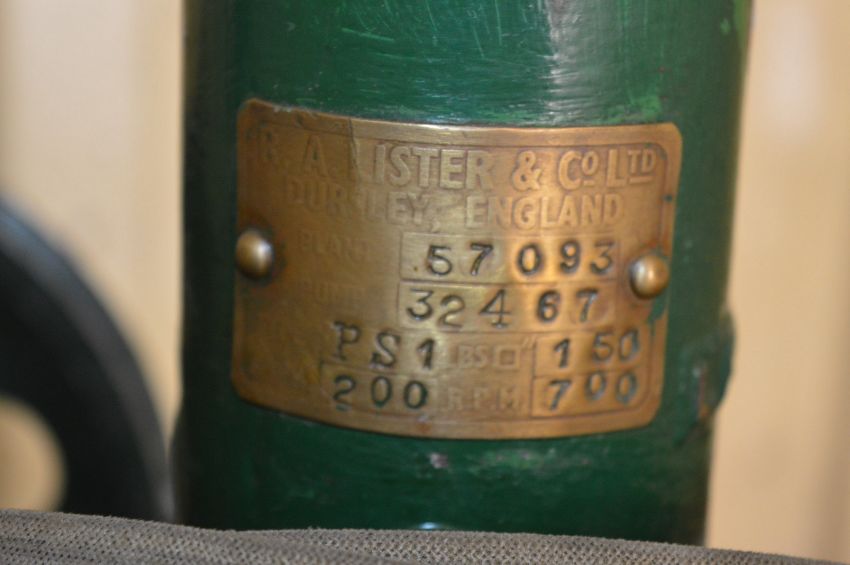 R. A. LISTER & Co LTD
DURSLEY, ENGLAND
PLANT 57093
PUMP 32467
PS1 LBS□" 150
200 R.P.M 700